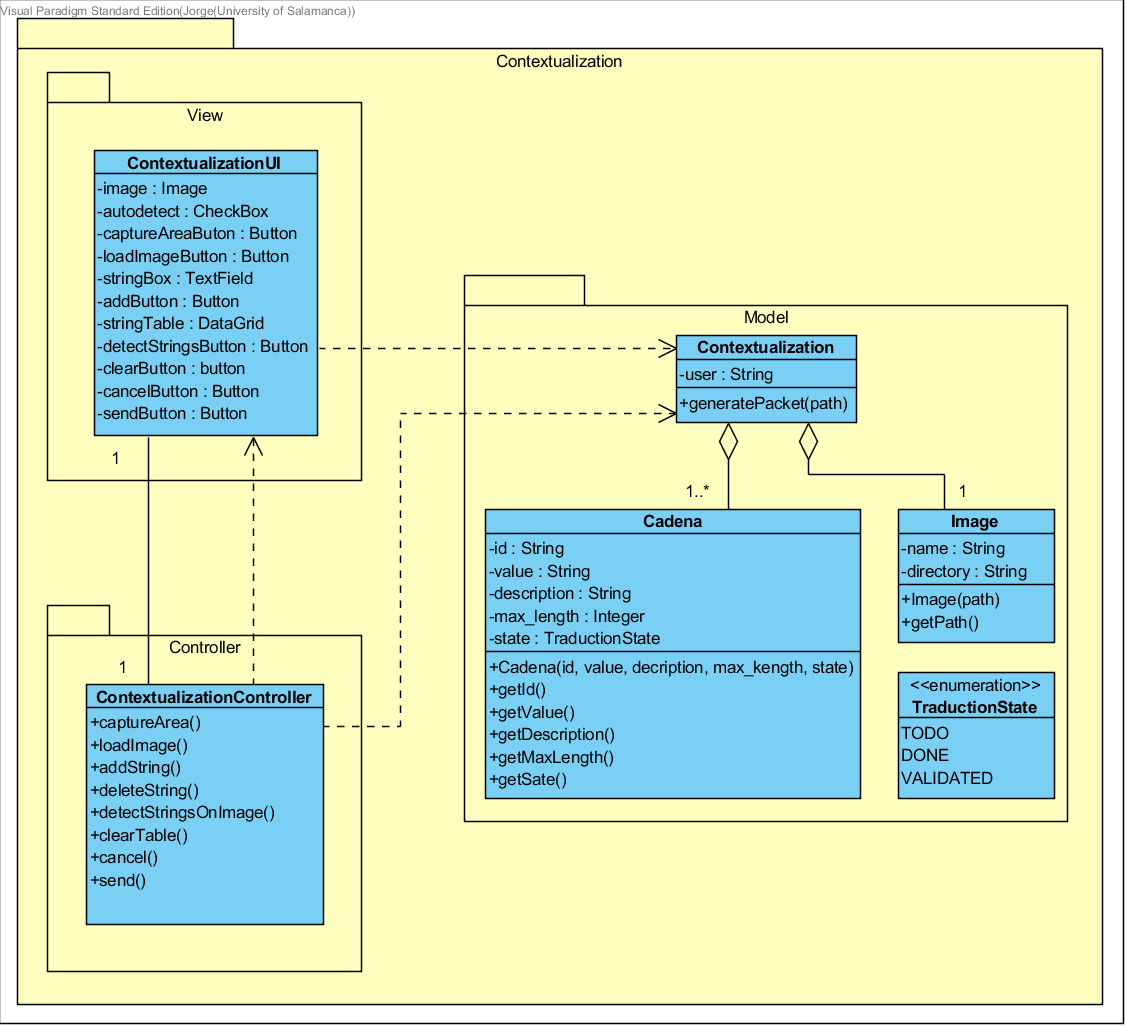 Visual Paradigm Standard Edition(Jorge(University of Salamanca))
Contextualization
View
ContextualizationUI
-image : Image
-autodetect : CheckBox
-captureAreaButon : Button
-loadImageButton : Button
-stringBox : TextField
-addButton : Button
-stringTable : DataGrid
-detectStringsButton : Button
-clearButton : button
-cancelButton : Button
-sendButton : Button
1
Model
Contextualization
-user : String
+generatePacket(path)
1..*
1
Cadena
-id : String
-value : String
-description : String
-max_length : Integer
-state : TraductionState
+Cadena(id, value, decription, max_kength, state)
+getId()
+getValue()
+getDescription()
+getMaxLength()
+getSate()
Image
-name : String
-directory : String
+Image(path)
+getPath()
<<enumeration>>
TraductionState
TODO
DONE
VALIDATED
Controller
1
ContextualizationController
+captureArea()
+loadImage()
+addString()
+deleteString()
+detectStringsOnImage()
+clearTable()
+cancel()
+send()